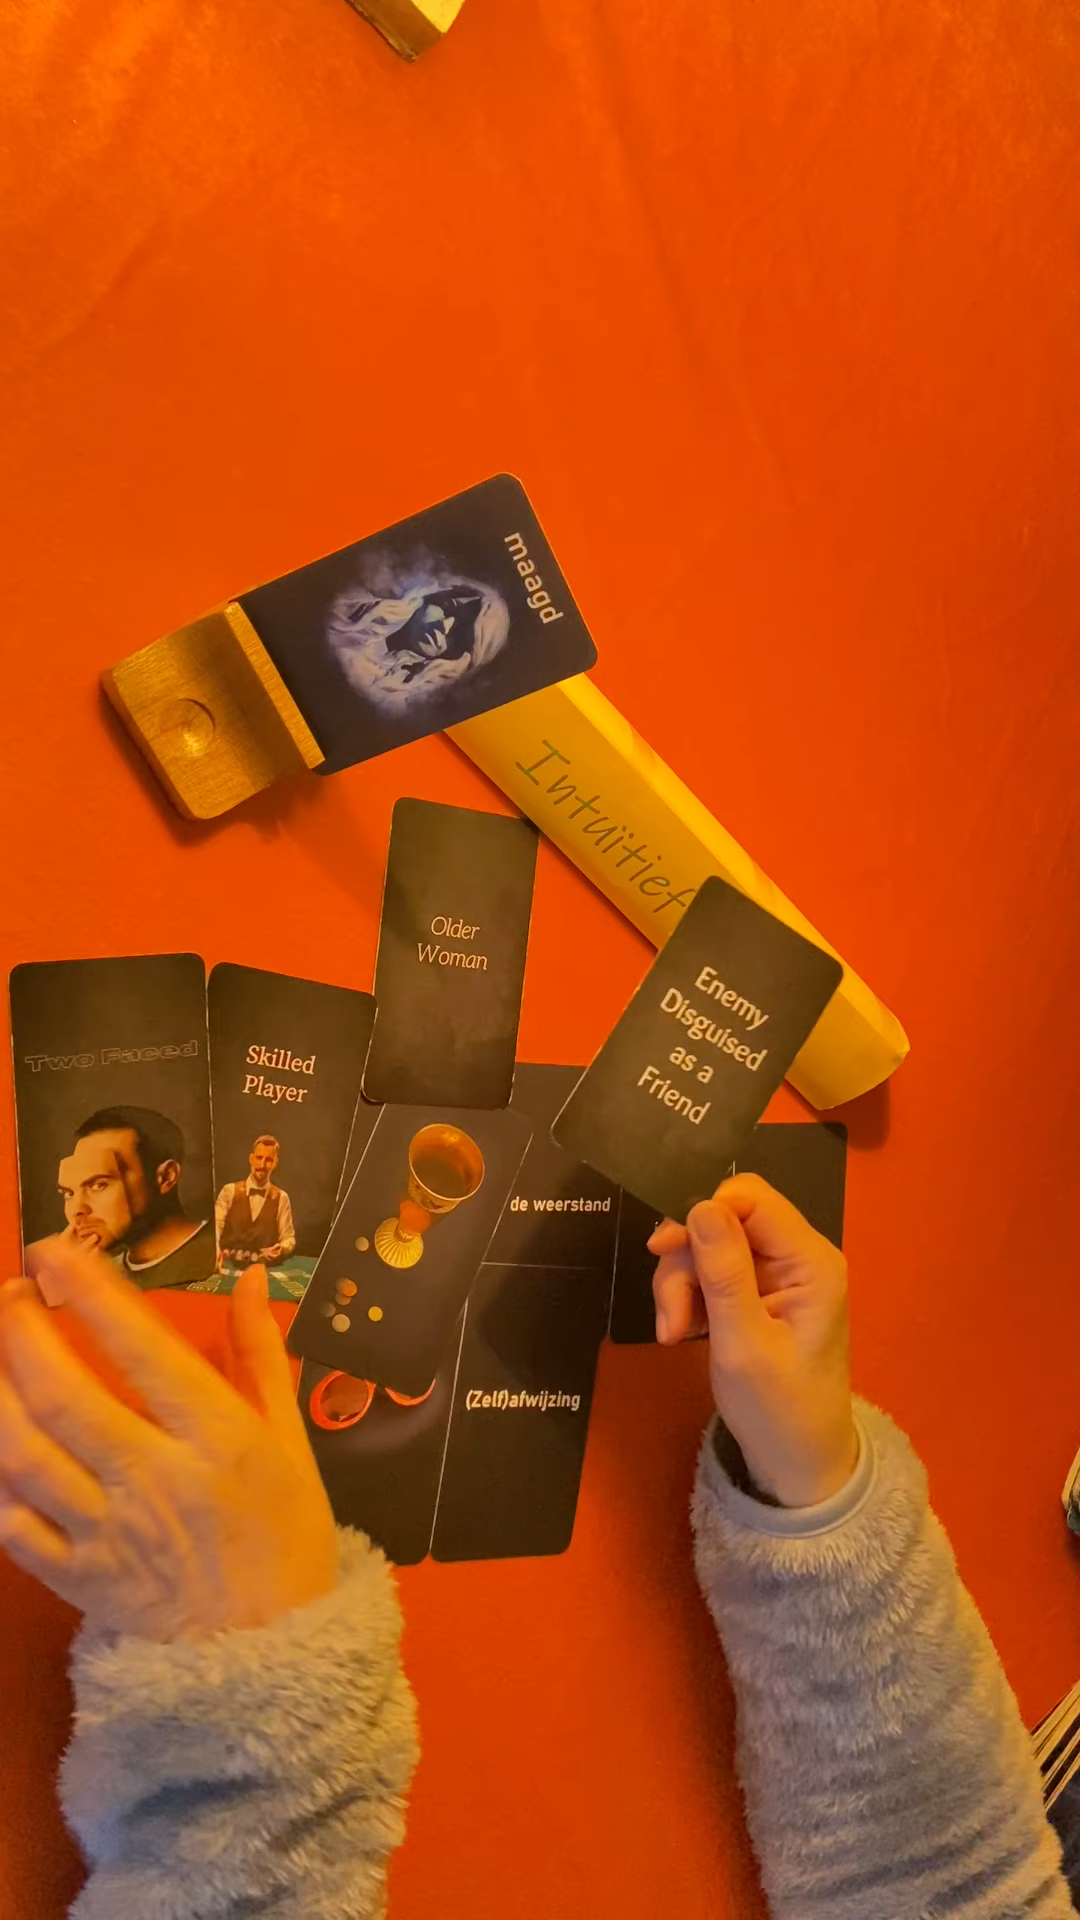 maagd
Intuïtief
Older
Woman
Enemy
Disguised
as a
Friend
Two Faced
Skilled
Player
de weerstand
(Zelf)afwijzing